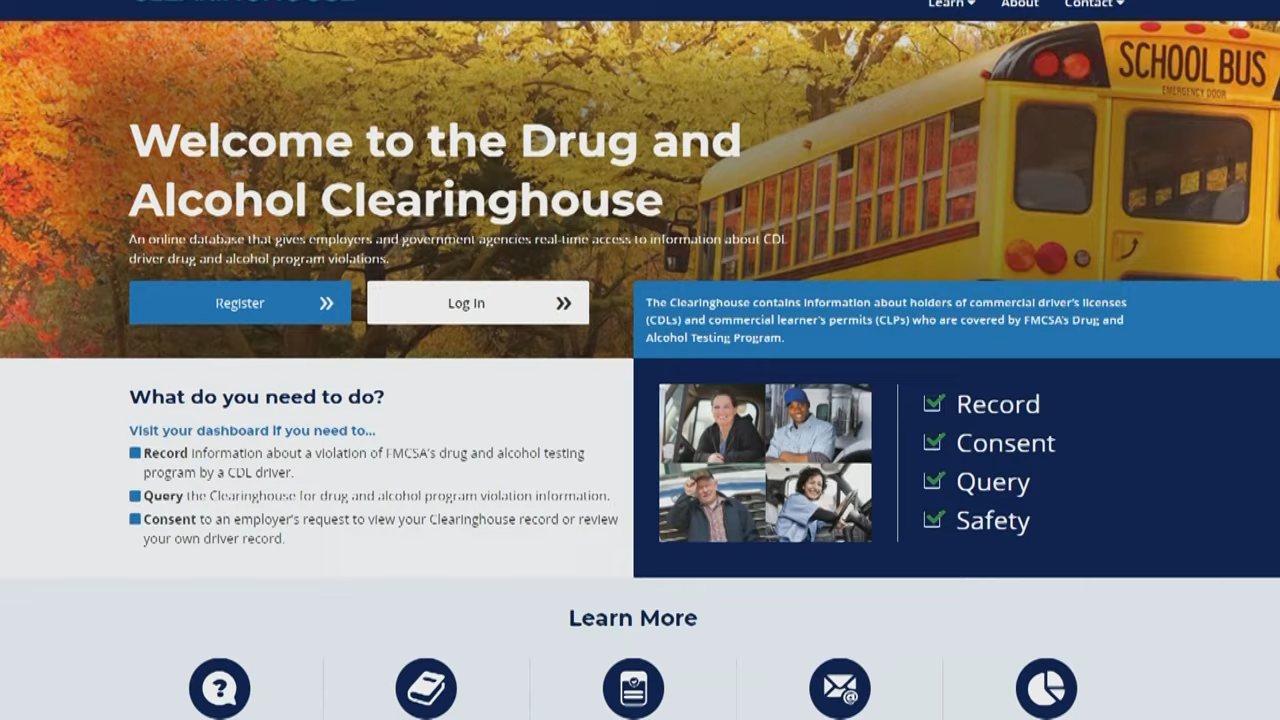 Learn
About
Contact
SCHOOL BUS
EMERGENCY DOOR
Welcome to the Drug and
Alcohol Clearinghouse
An online database that gives employers and government agencies real-time access to information about CDL
driver drug and alcohol program violations.
Register
Log In
The Clearinghouse contains information about holders of commercial driver's licenses
(CDLs) and commercial learner's permits (CLPs) who are covered by FMCSA's Drug and
Alcohol Testing Program.
What do you need to do?
Visit your dashboard if you need to...
Record information about a violation of FMCSA's drug and alcohol testing
program by a CDL driver.
Query the Clearinghouse for drug and alcohol program violation information.
Consent to an employer's request to view your Clearinghouse record or review
your own driver record.
Record
Consent
Query
Safety
Learn More